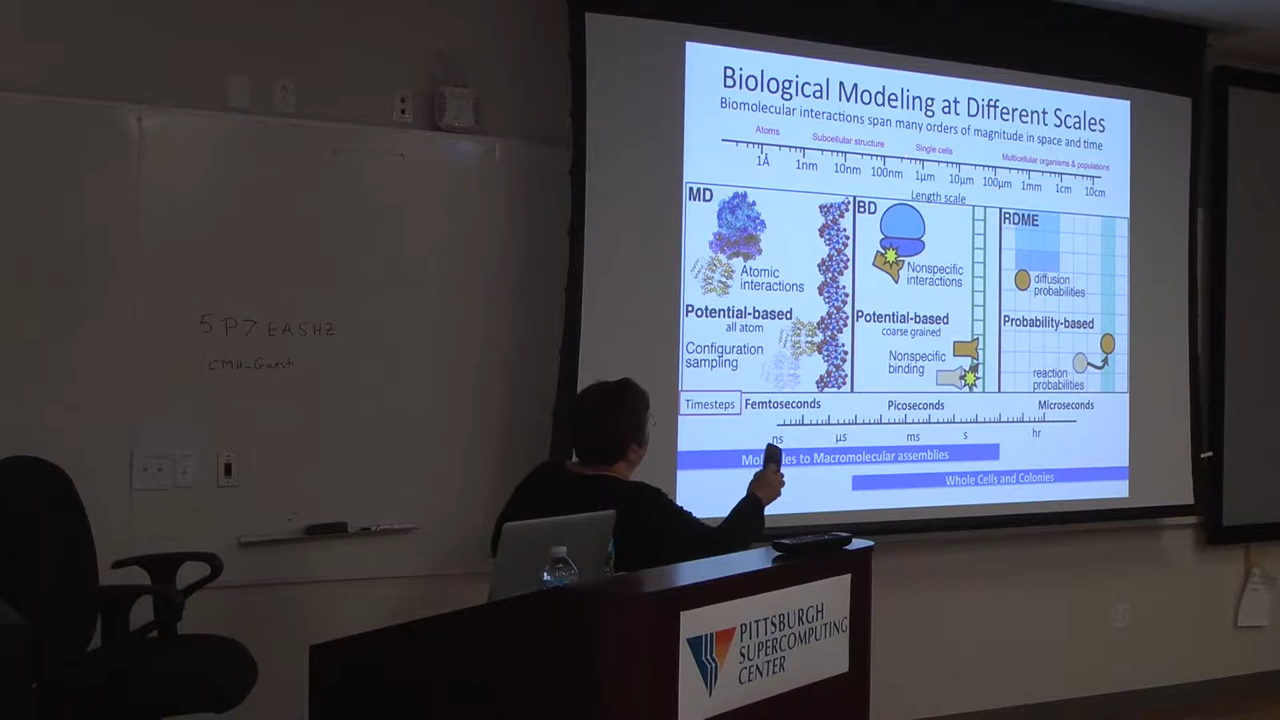 5P7EASHZ
CMU-Guest
Biological Modeling at Different Scales
Biomolecular interactions span many orders of magnitude in space and time
Atoms Subcellular structure Single cells Multicellular organisms & populations
1Å 1nm 10nm 100nm 1μm 10μm 100μm 1mm 1cm 10cm
Length scale
MD
Atomic
interactions
Potential-based
all atom
Configuration
sampling
BD
Nonspecific
interactions
Potential-based
coarse grained
Nonspecific
binding
RDME
diffusion
probabilities
Probability-based
reaction
probabilities
Timesteps Femtoseconds Picoseconds Microseconds
ns μs ms s hr
to Macromolecular assemblies
Whole Cells and Colonies
PITTSBURGH
SUPERCOMPUTING
CENTER